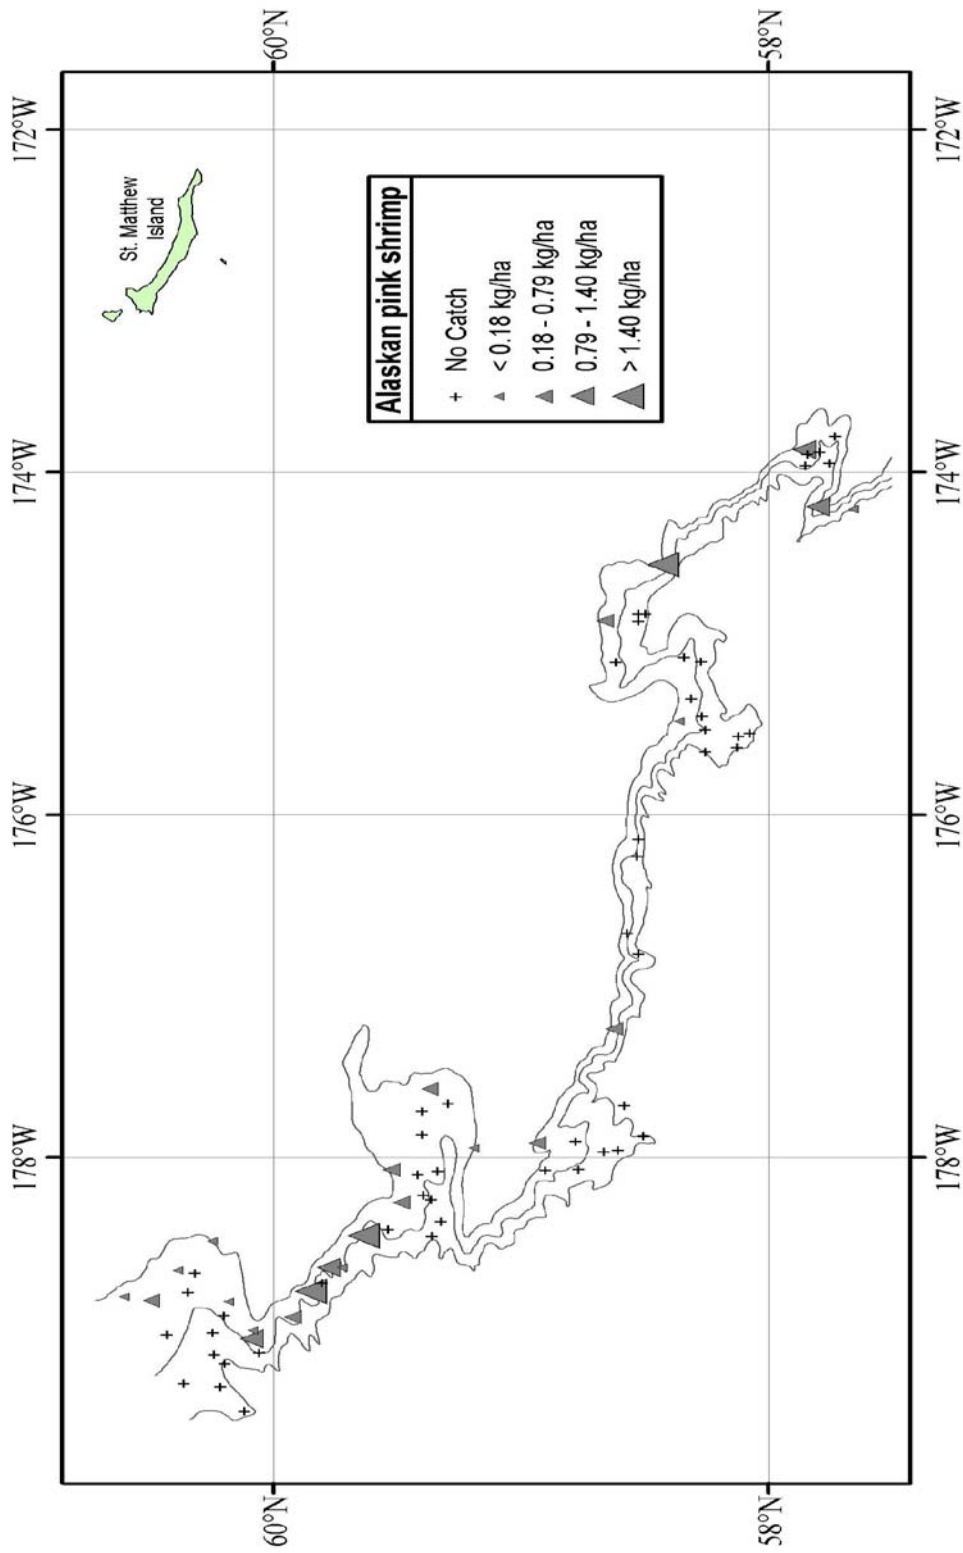 172°W
174°W
176°W
178°W
60°N
60°N
St. Matthew
Island
Alaskan pink shrimp
No Catch
< 0.18 kg/ha
0.18 - 0.79 kg/ha
0.79 - 1.40 kg/ha
> 1.40 kg/ha
58°N
58°N
172°W
174°W
176°W
178°W